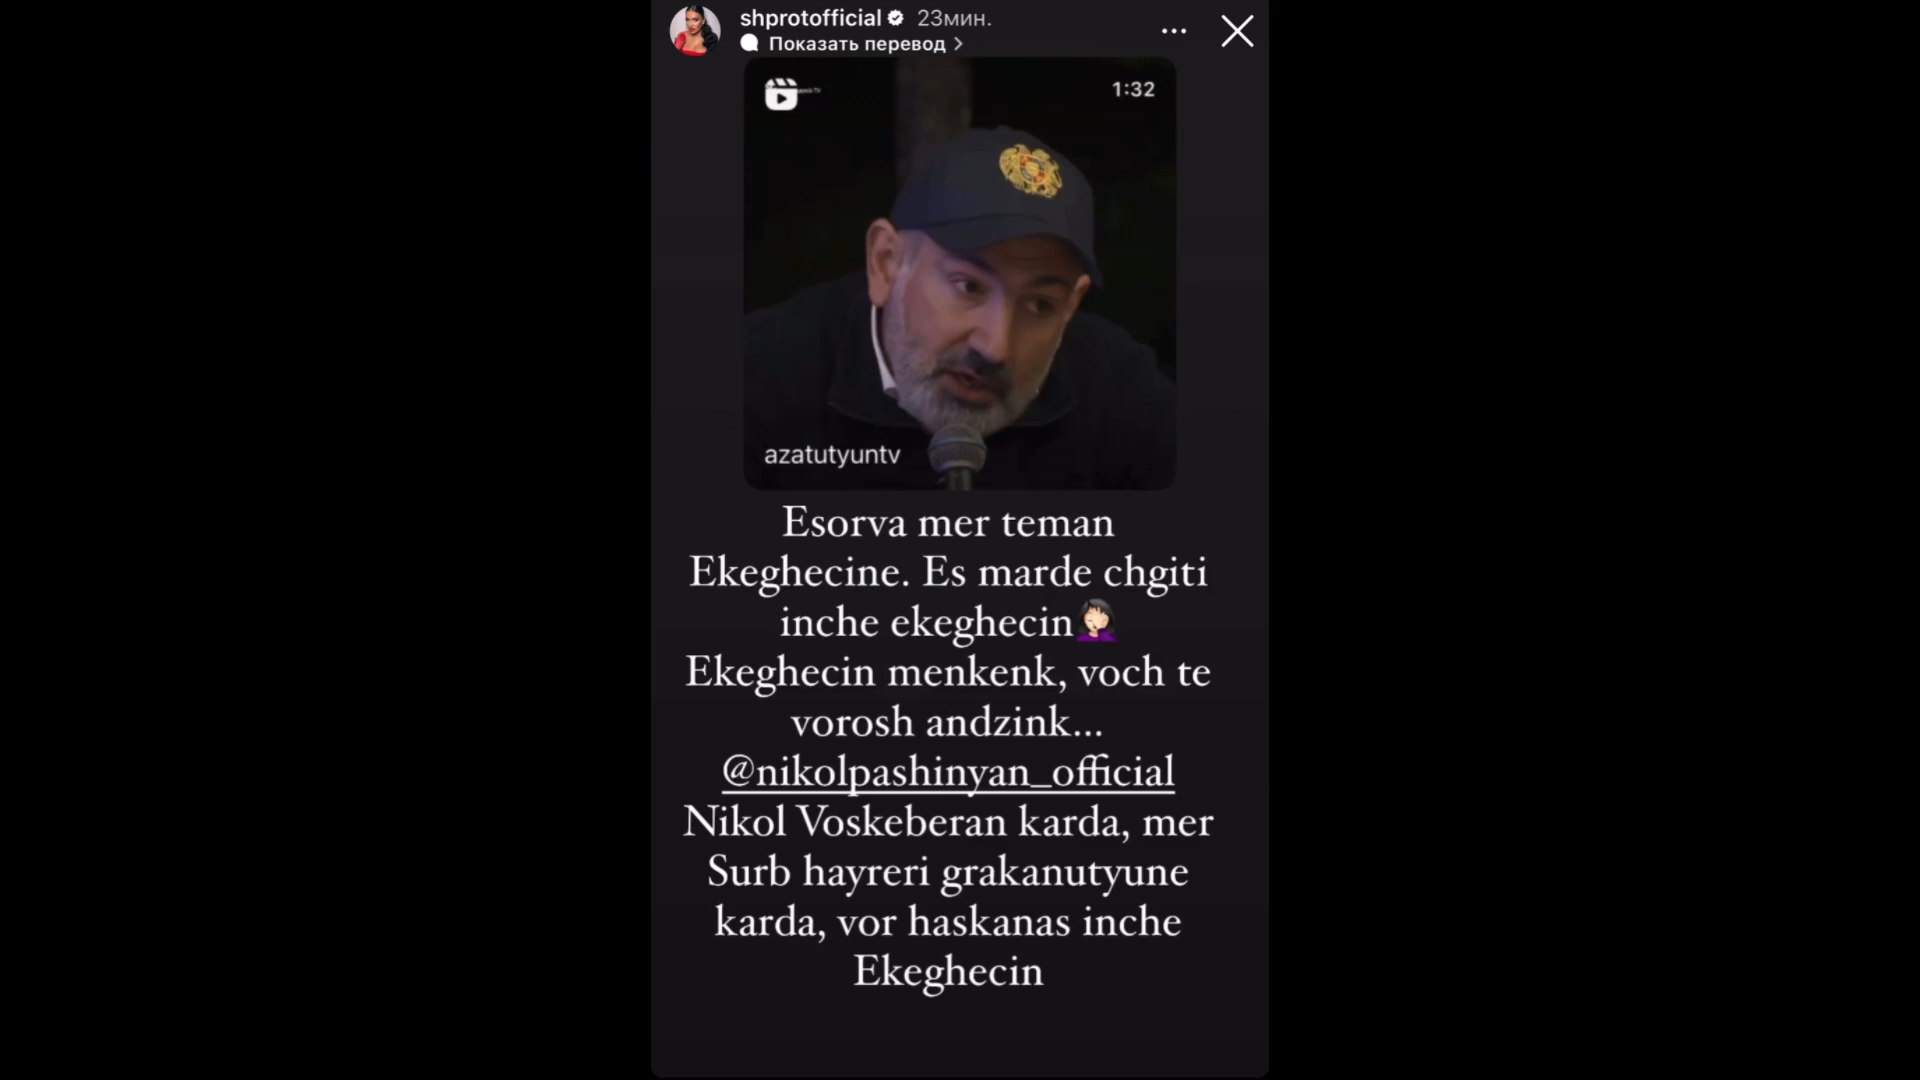 shprotofficial 23мин.
Показать перевод
1:32
azatutyuntv
Esorva mer teman
Ekeghecine. Es marde chgiti
inche ekeghecin🤦🏻‍♀️
Ekeghecin menkenk, voch te
vorosh andzink...
@nikolpashinyan_official
Nikol Voskeberan karda, mer
Surb hayreri grakanutyune
karda, vor haskanas inche
Ekeghecin